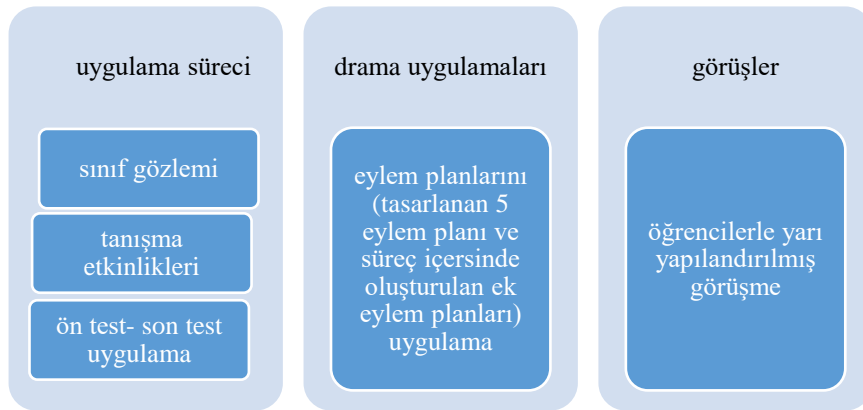 uygulama süreci
sınıf gözlemi
tanışma
etkinlikleri
ön test- son test
uygulama
drama uygulamaları
eylem planlarını
(tasarlanan 5
eylem planı ve
süreç içersinde
oluşturulan ek
eylem planları)
uygulama
görüşler
öğrencilerle yarı
yapılandırılmış
görüşme